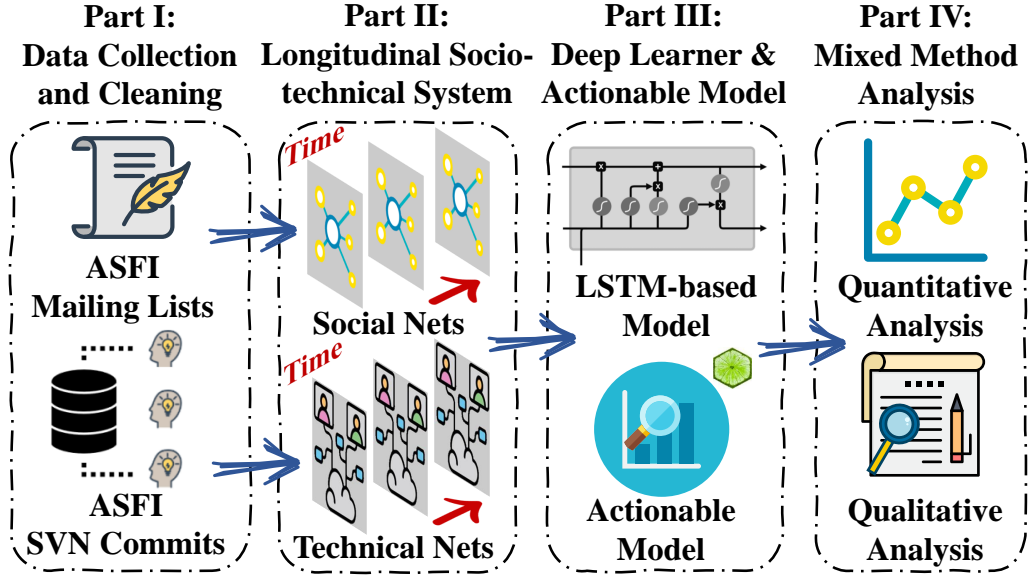 Part I:
Data Collection
and Cleaning
ASFI
Mailing Lists
ASFI
SVN Commits
Part II:
Longitudinal Socio-
technical System
Time
Social Nets
Time
Technical Nets
Part III:
Deep Learner &
Actionable Model
x
x
x
LSTM-based
Model
Actionable
Model
Part IV:
Mixed Method
Analysis
Quantitative
Analysis
Qualitative
Analysis